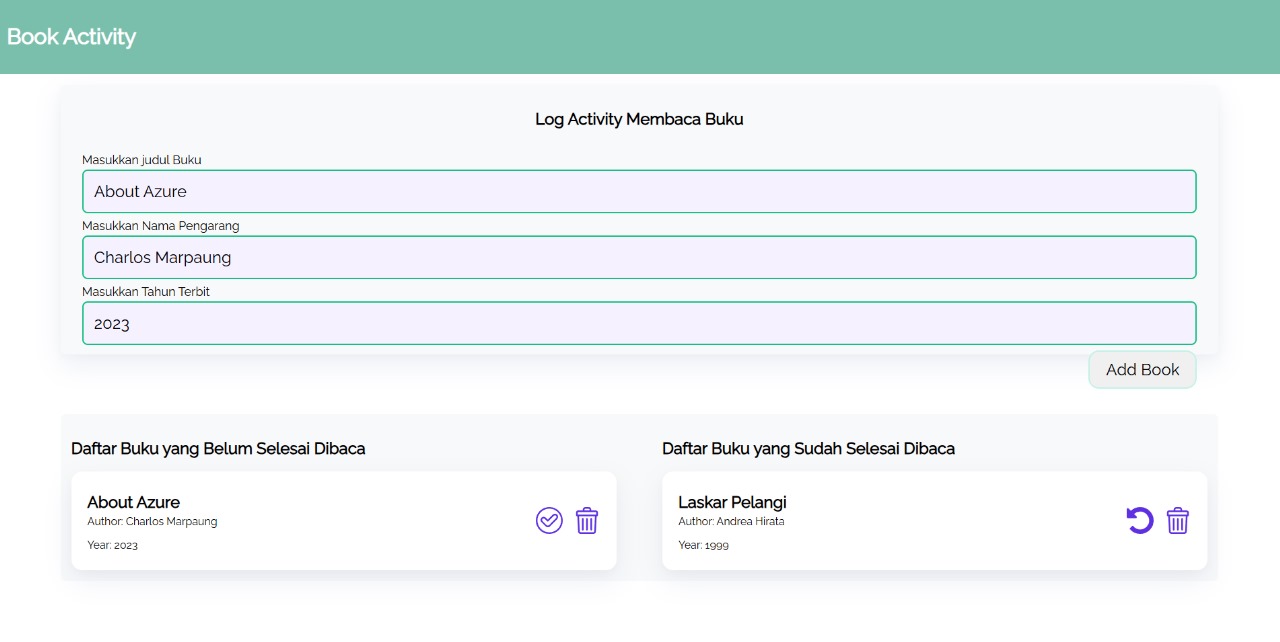 Book Activity
Log Activity Membaca Buku
Masukkan judul Buku
About Azure
Masukkan Nama Pengarang
Charlos Marpaung
Masukkan Tahun Terbit
2023
Add Book
Daftar Buku yang Belum Selesai Dibaca
About Azure
Author: Charlos Marpaung
Year: 2023
Daftar Buku yang Sudah Selesai Dibaca
Laskar Pelangi
Author: Andrea Hirata
Year: 1999